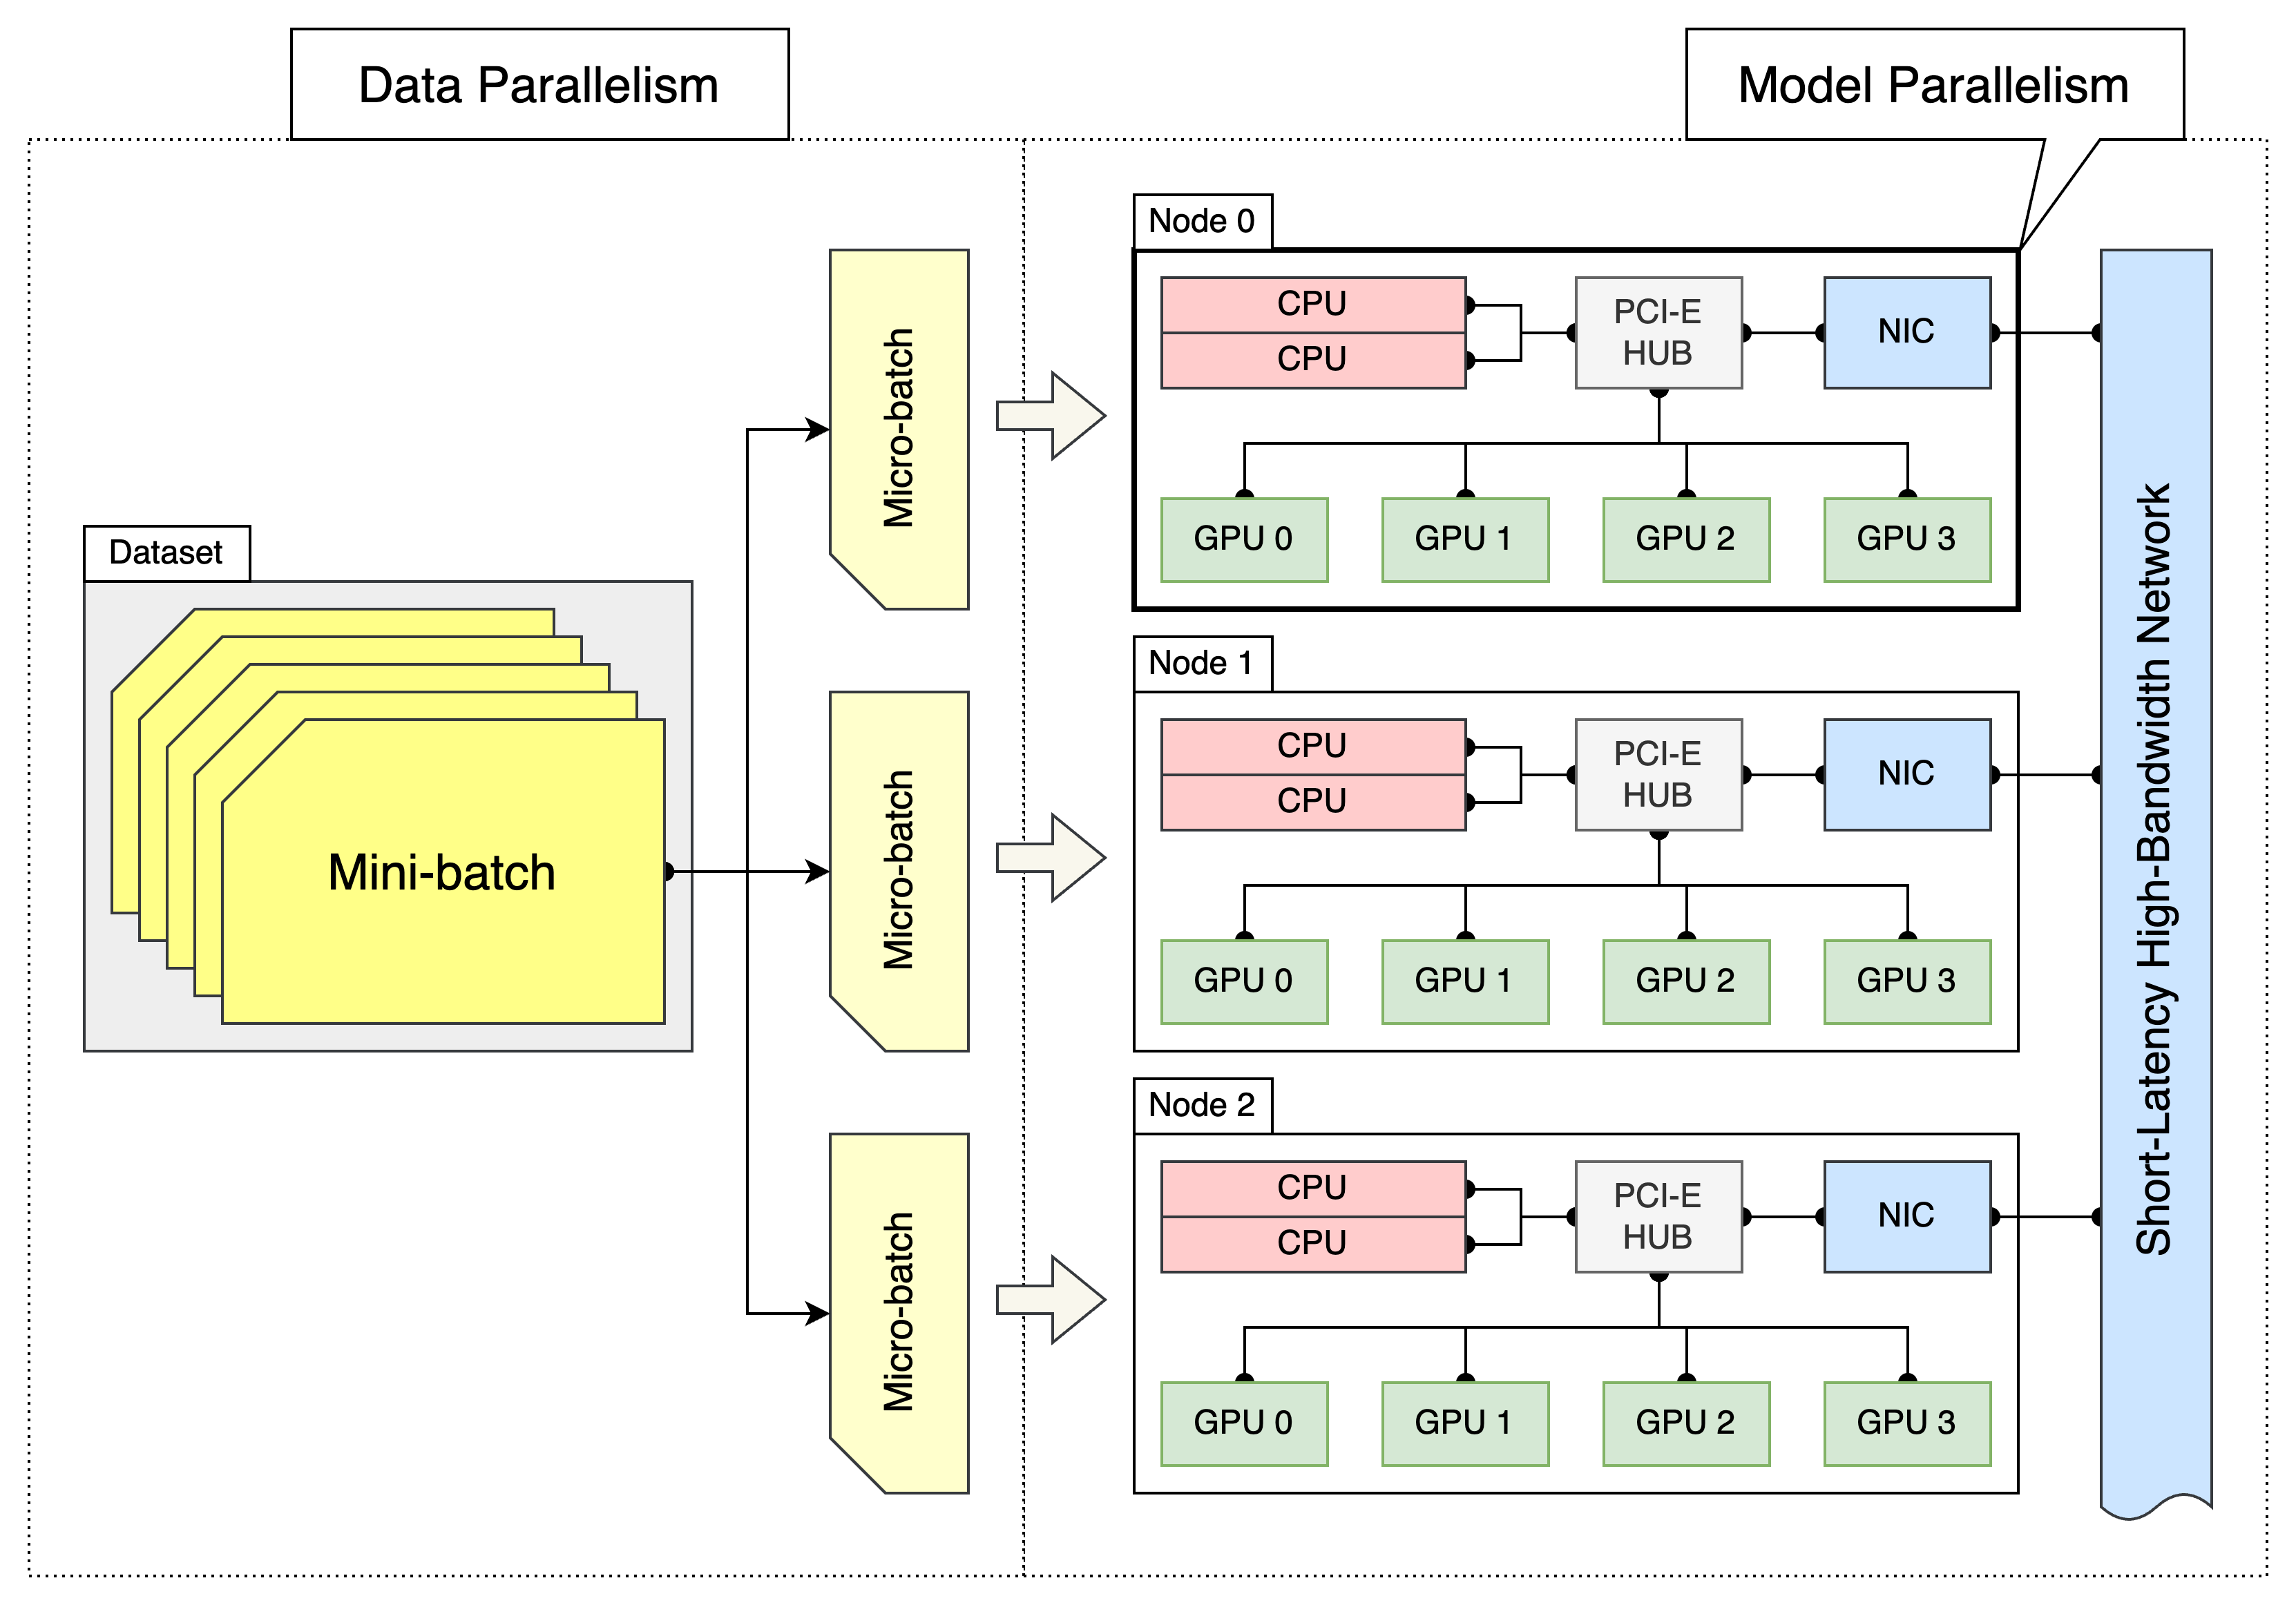 Data Parallelism
Model Parallelism
Dataset
Mini-batch
Micro-batch
Micro-batch
Micro-batch
Node 0
CPU
CPU
PCI-E
HUB
NIC
GPU 0
GPU 1
GPU 2
GPU 3
Node 1
CPU
CPU
PCI-E
HUB
NIC
GPU 0
GPU 1
GPU 2
GPU 3
Node 2
CPU
CPU
PCI-E
HUB
NIC
GPU 0
GPU 1
GPU 2
GPU 3
Short-Latency High-Bandwidth Network